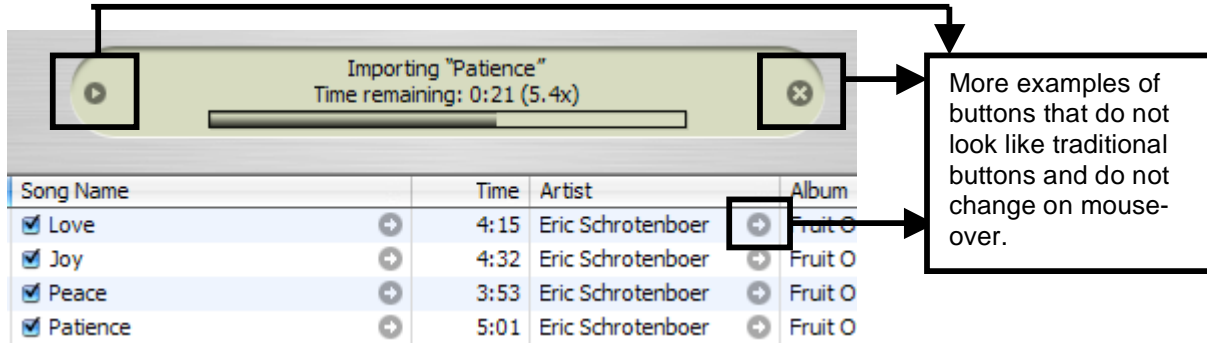 Importing “Patience”
Time remaining: 0:21 (5.4x)
More examples of
buttons that do not
look like traditional
buttons and do not
change on mouse-
over.
Song Name Time Artist Album
Love 4:15 Eric Schrotenboer Fruit O
Joy 4:32 Eric Schrotenboer Fruit O
Peace 3:53 Eric Schrotenboer Fruit O
Patience 5:01 Eric Schrotenboer Fruit O